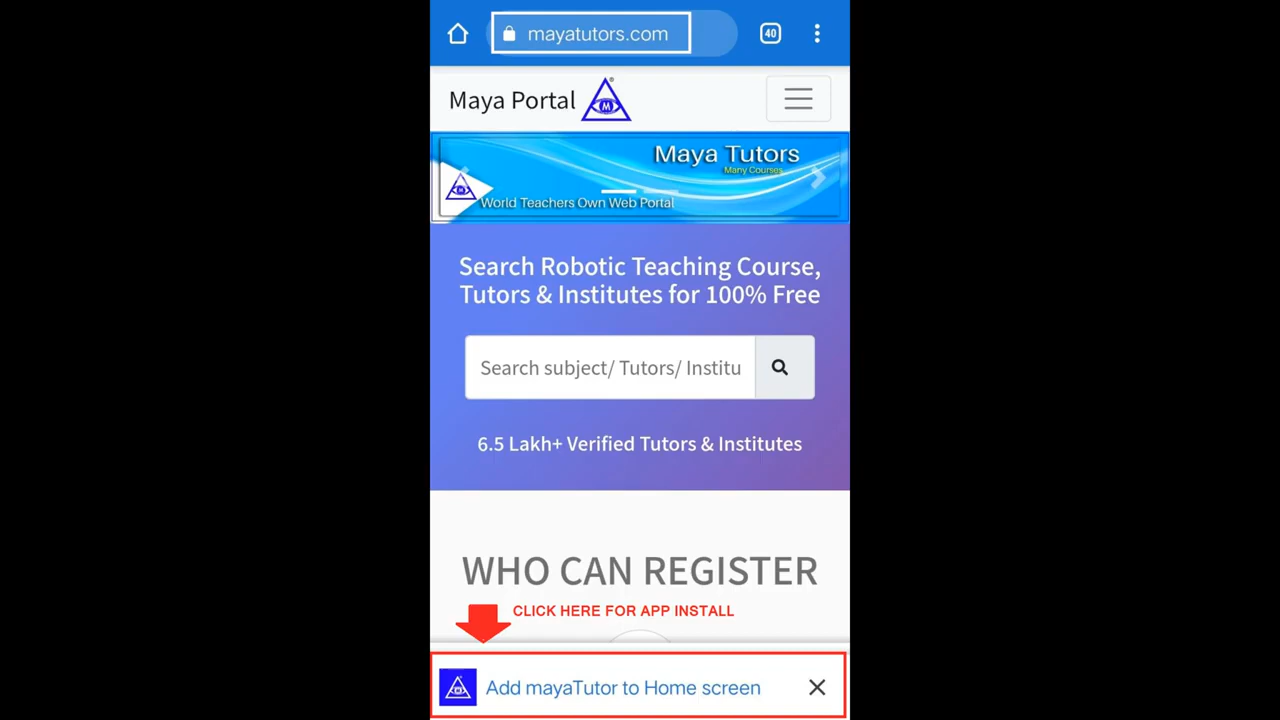 mayatutors.com
40
Maya Portal
M
Maya Tutors
Many Courses
World Teachers Own Web Portal
Search Robotic Teaching Course,
Tutors & Institutes for 100% Free
Search subject/ Tutors/ Institu
6.5 Lakh+ Verified Tutors & Institutes
WHO CAN REGISTER
CLICK HERE FOR APP INSTALL
Add mayaTutor to Home screen